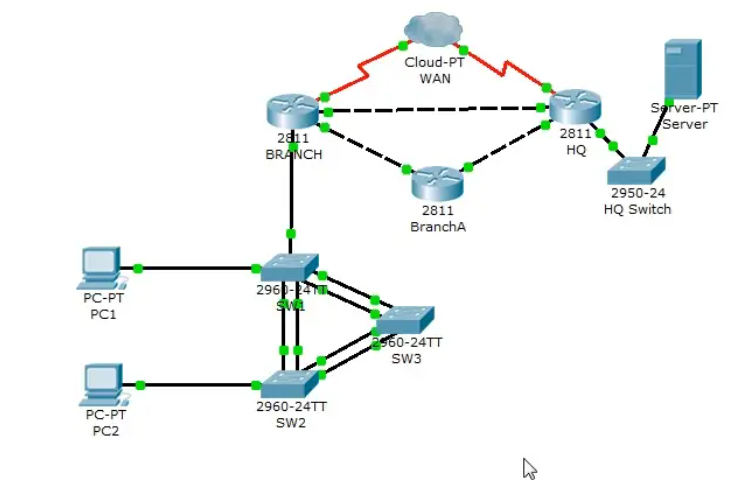 Cloud-PT
WAN
Server-PT
Server
2811
BRANCH
2811
HQ
2950-24
HQ Switch
2811
BranchA
PC-PT
PC1
2960-24TT
SW1
2960-24TT
SW3
PC-PT
PC2
2960-24TT
SW2